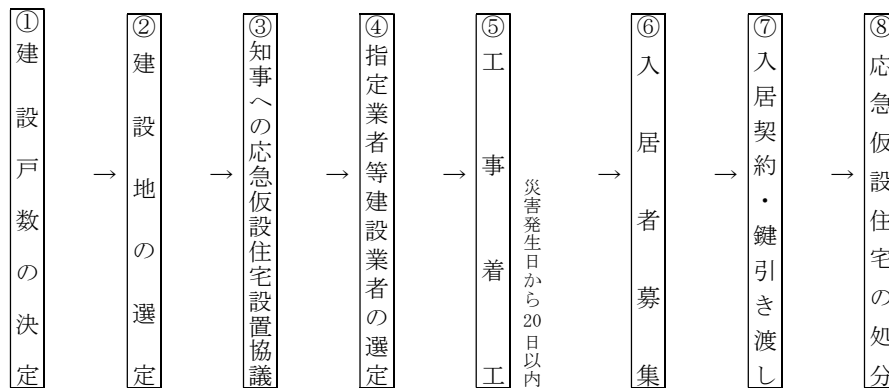 ①建設戸数の決定
→
②建設地の選定
→
③知事への応急仮設住宅設置協議
→
④指定業者等建設業者の選定
→
⑤工事着工
災害発生日から20日以内
→
⑥入居者募集
→
⑦入居契約・鍵引き渡し
→
⑧応急仮設住宅の処分